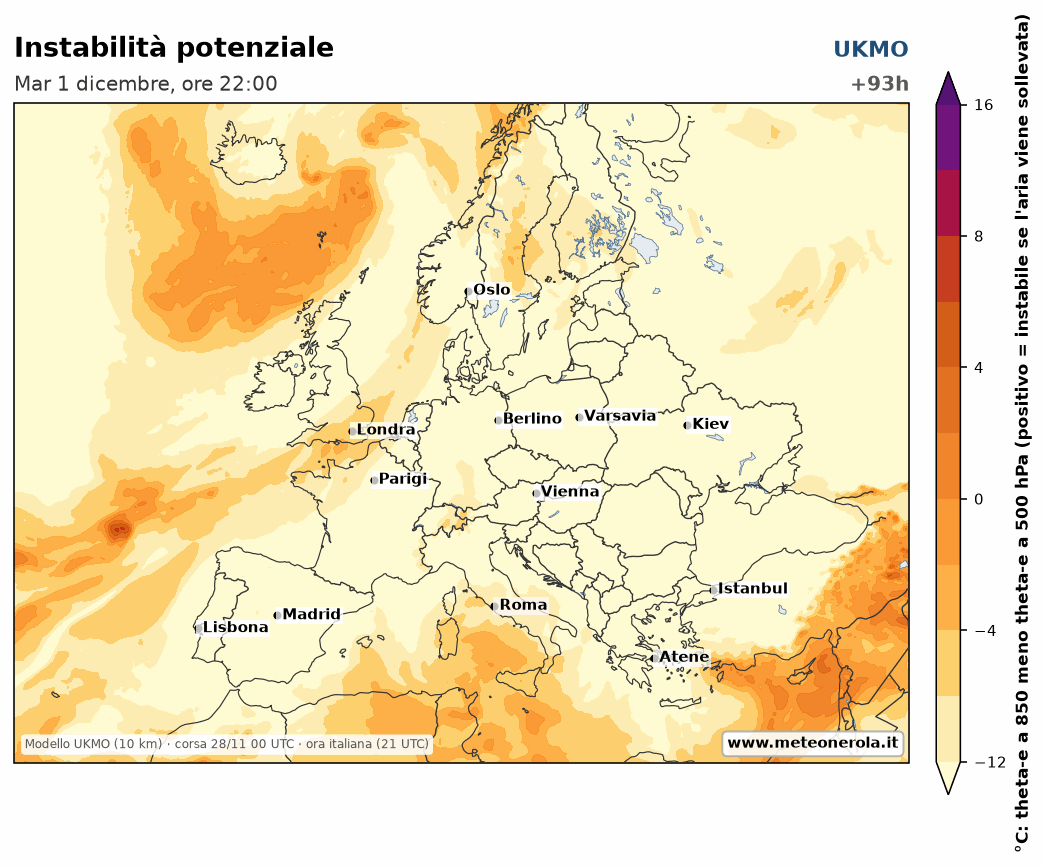 Instabilità potenziale
UKMO
Mar 1 dicembre, ore 22:00
+93h
Oslo
Berlino
Varsavia
Kiev
Londra
Parigi
Vienna
Istanbul
Roma
Madrid
Lisbona
Atene
Modello UKMO (10 km) · corsa 28/11 00 UTC · ora italiana (21 UTC)
www.meteonerola.it
16
8
4
0
−4
−12
°C: theta-e a 850 meno theta-e a 500 hPa (positivo = instabile se l'aria viene sollevata)